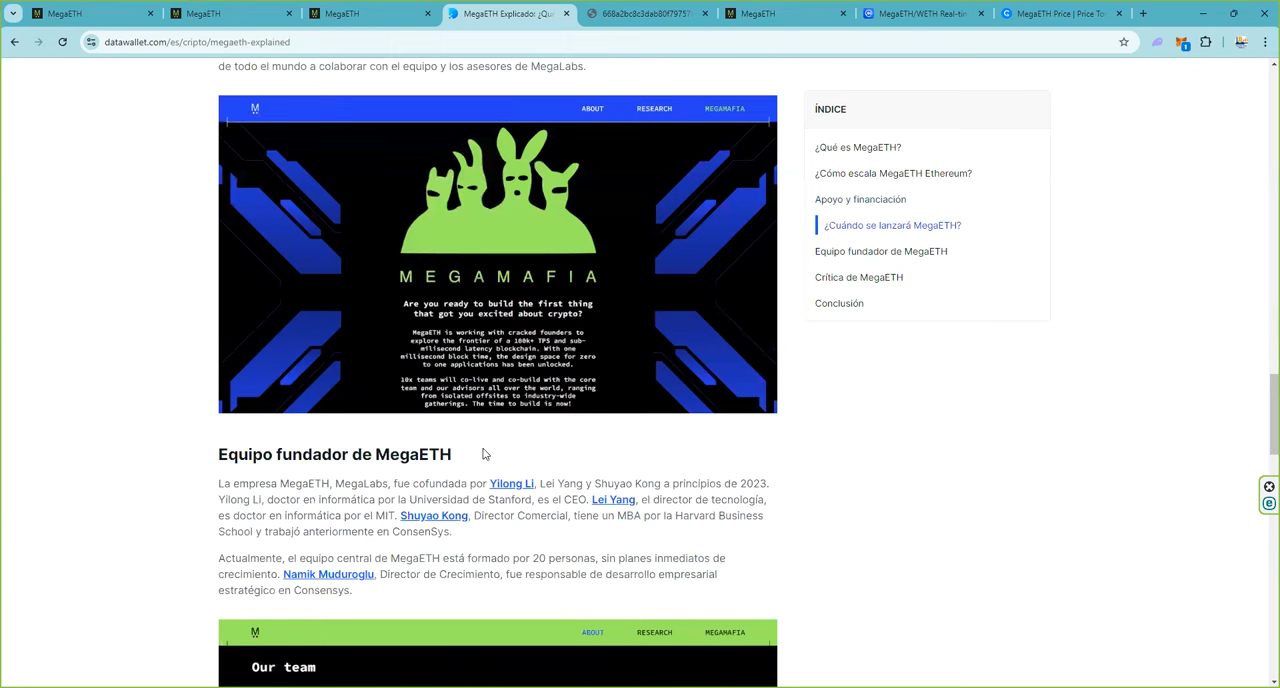 MegaETH
MegaETH
MegaETH
MegaETH Explicado: ¿Qu
668a2bc8c3dab80f79757
MegaETH
MegaETH/WETH Real-tim
MegaETH Price | Price To
datawallet.com/es/cripto/megaeth-explained
1
de todo el mundo a colaborar con el equipo y los asesores de MegaLabs.
M
ABOUT
RESEARCH
MEGAMAFIA
MEGAMAFIA
Are you ready to build the first thing
that got you excited about crypto?
MegaETH is working with cracked founders to
explore the frontier of a 100k+ TPS and sub-
millisecond latency blockchain. With one
millisecond block time, the design space for zero
to one applications has been unlocked.
10x teams will co-live and co-build with the core
team and our advisors all over the world, ranging
from isolated offsites to industry-wide
gatherings. The time to build is now!
ÍNDICE
¿Qué es MegaETH?
¿Cómo escala MegaETH Ethereum?
Apoyo y financiación
¿Cuándo se lanzará MegaETH?
Equipo fundador de MegaETH
Crítica de MegaETH
Conclusión
Equipo fundador de MegaETH
La empresa MegaETH, MegaLabs, fue cofundada por Yilong Li, Lei Yang y Shuyao Kong a principios de 2023.
Yilong Li, doctor en informática por la Universidad de Stanford, es el CEO. Lei Yang, el director de tecnología,
es doctor en informática por el MIT. Shuyao Kong, Director Comercial, tiene un MBA por la Harvard Business
School y trabajó anteriormente en ConsenSys.
Actualmente, el equipo central de MegaETH está formado por 20 personas, sin planes inmediatos de
crecimiento. Namik Muduroglu, Director de Crecimiento, fue responsable de desarrollo empresarial
estratégico en Consensys.
M
ABOUT
RESEARCH
MEGAMAFIA
Our team